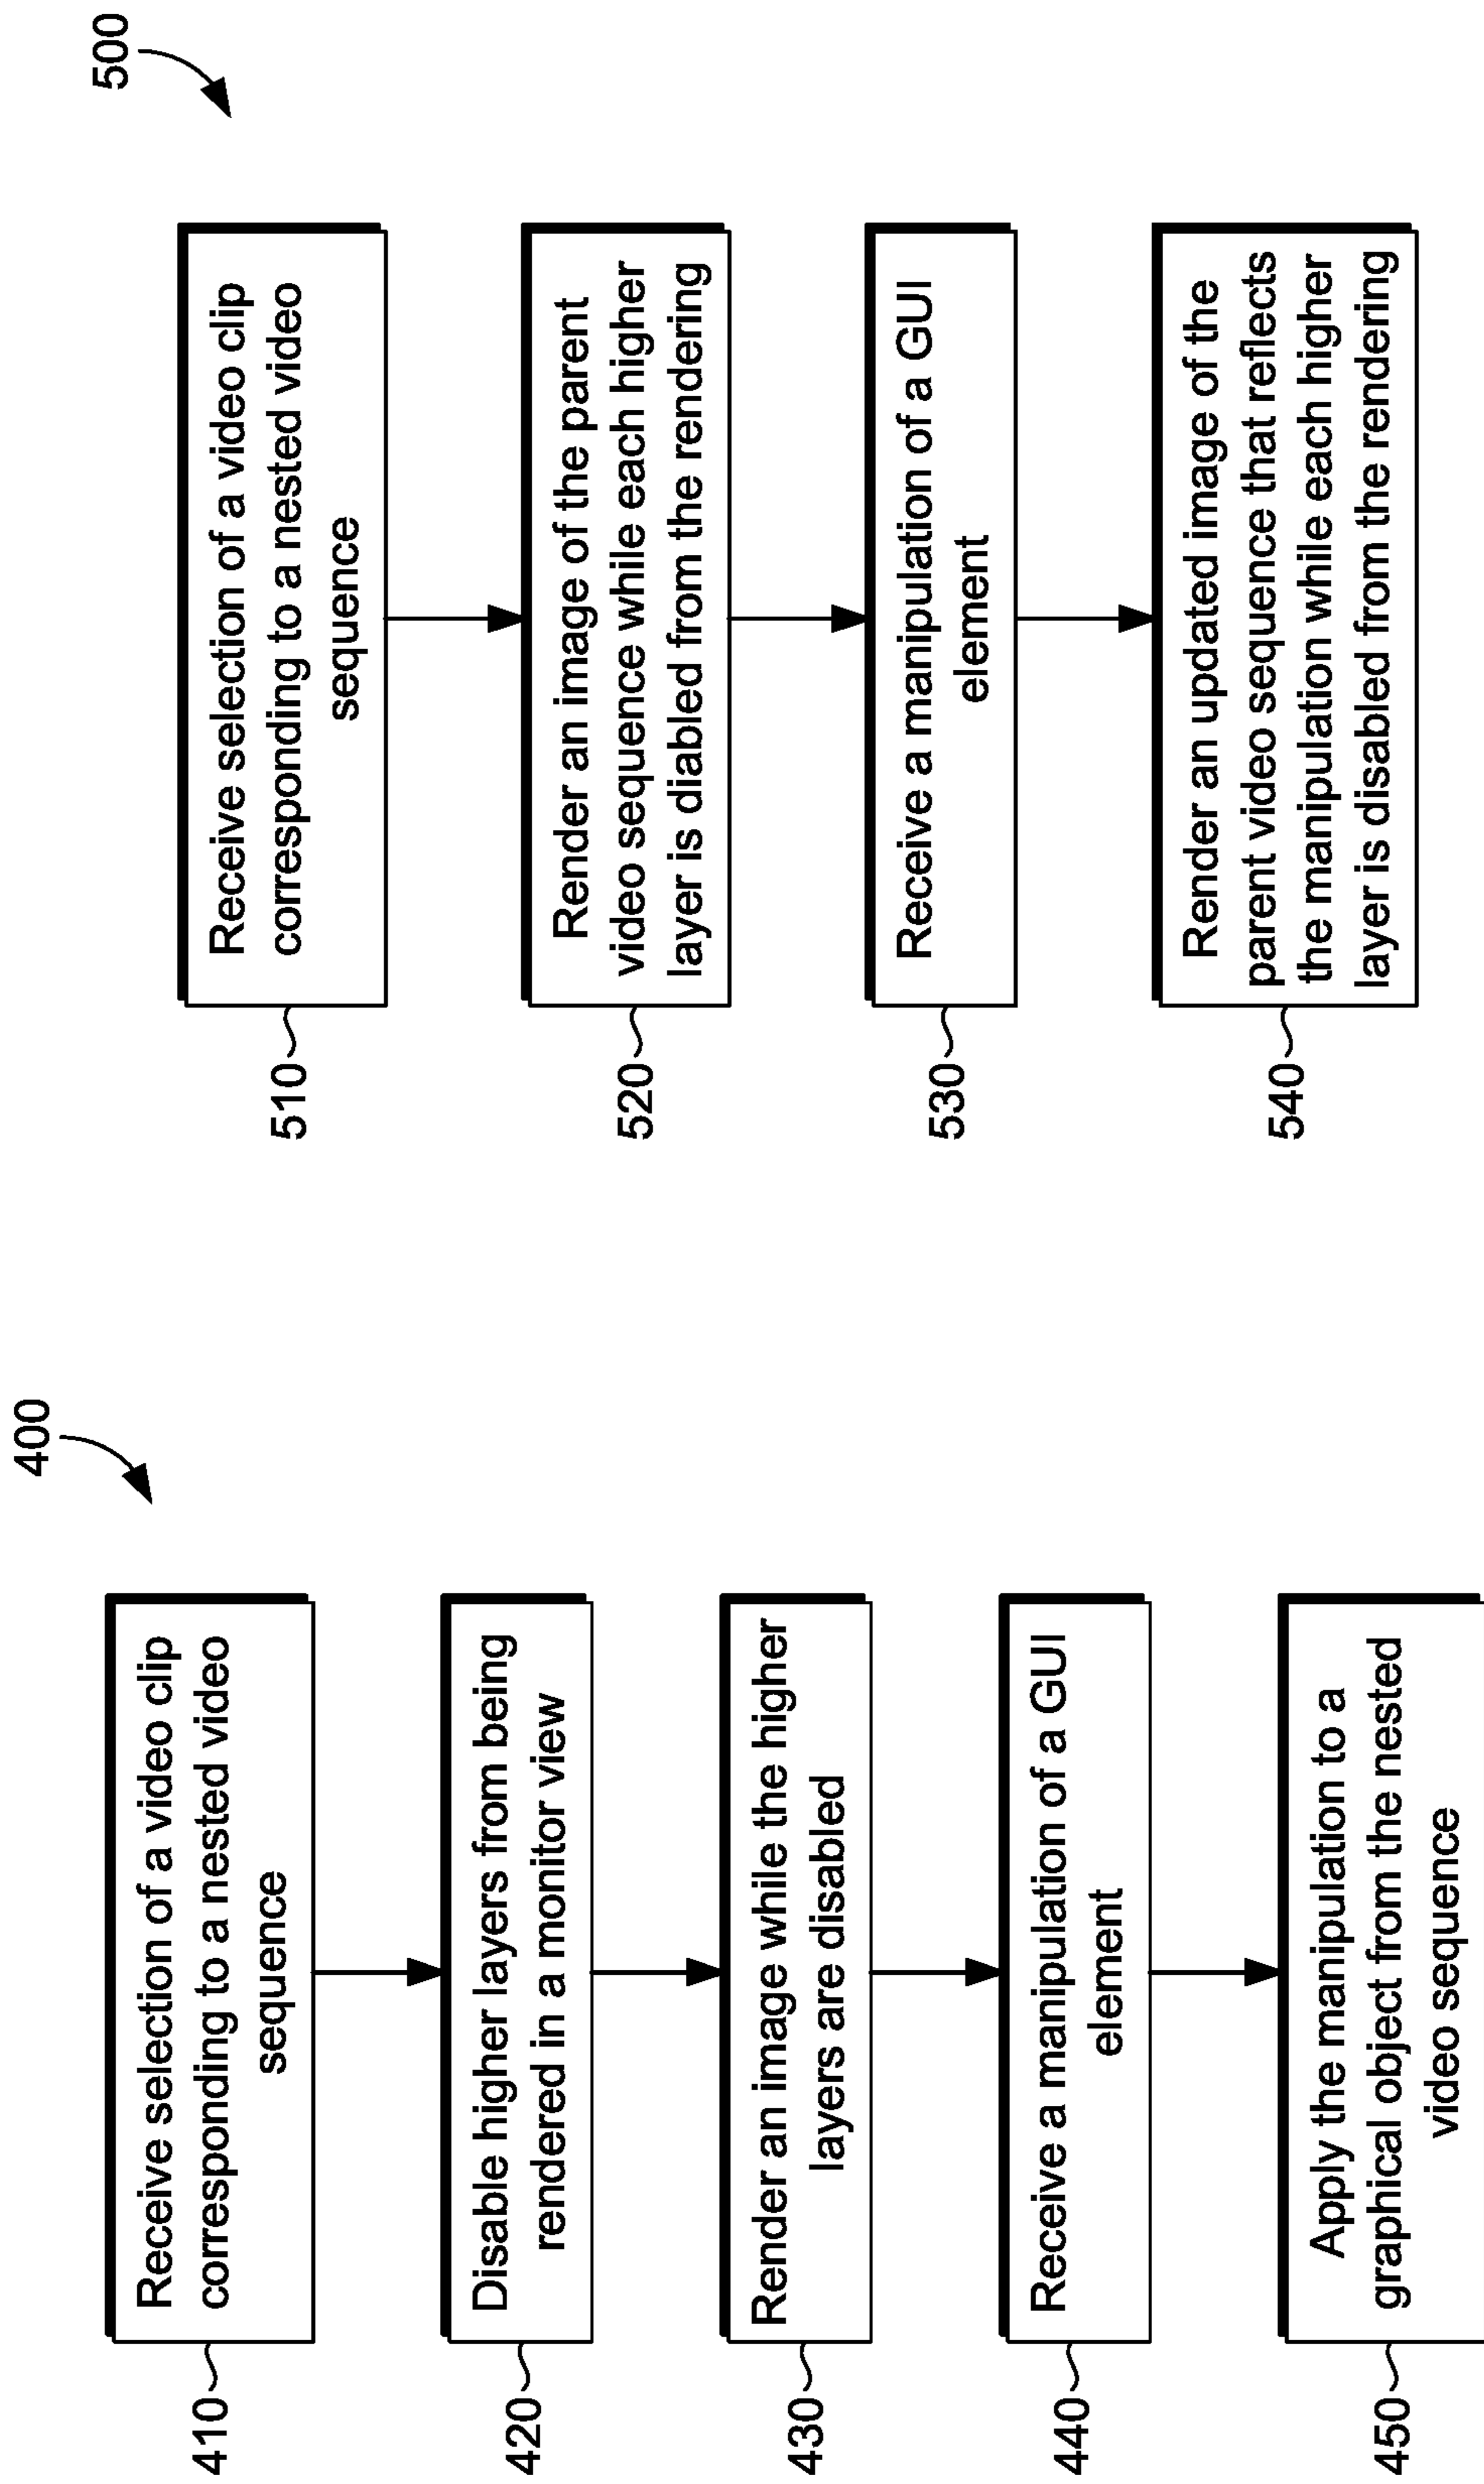 400
410
Receive selection of a video clip
corresponding to a nested video
sequence
420
Disable higher layers from being
rendered in a monitor view
430
Render an image while the higher
layers are disabled
440
Receive a manipulation of a GUI
element
450
Apply the manipulation to a
graphical object from the nested
video sequence
500
510
Receive selection of a video clip
corresponding to a nested video
sequence
520
Render an image of the parent
video sequence while each higher
layer is diabled from the rendering
530
Receive a manipulation of a GUI
element
540
Render an updated image of the
parent video sequence that reflects
the manipulation while each higher
layer is disabled from the rendering